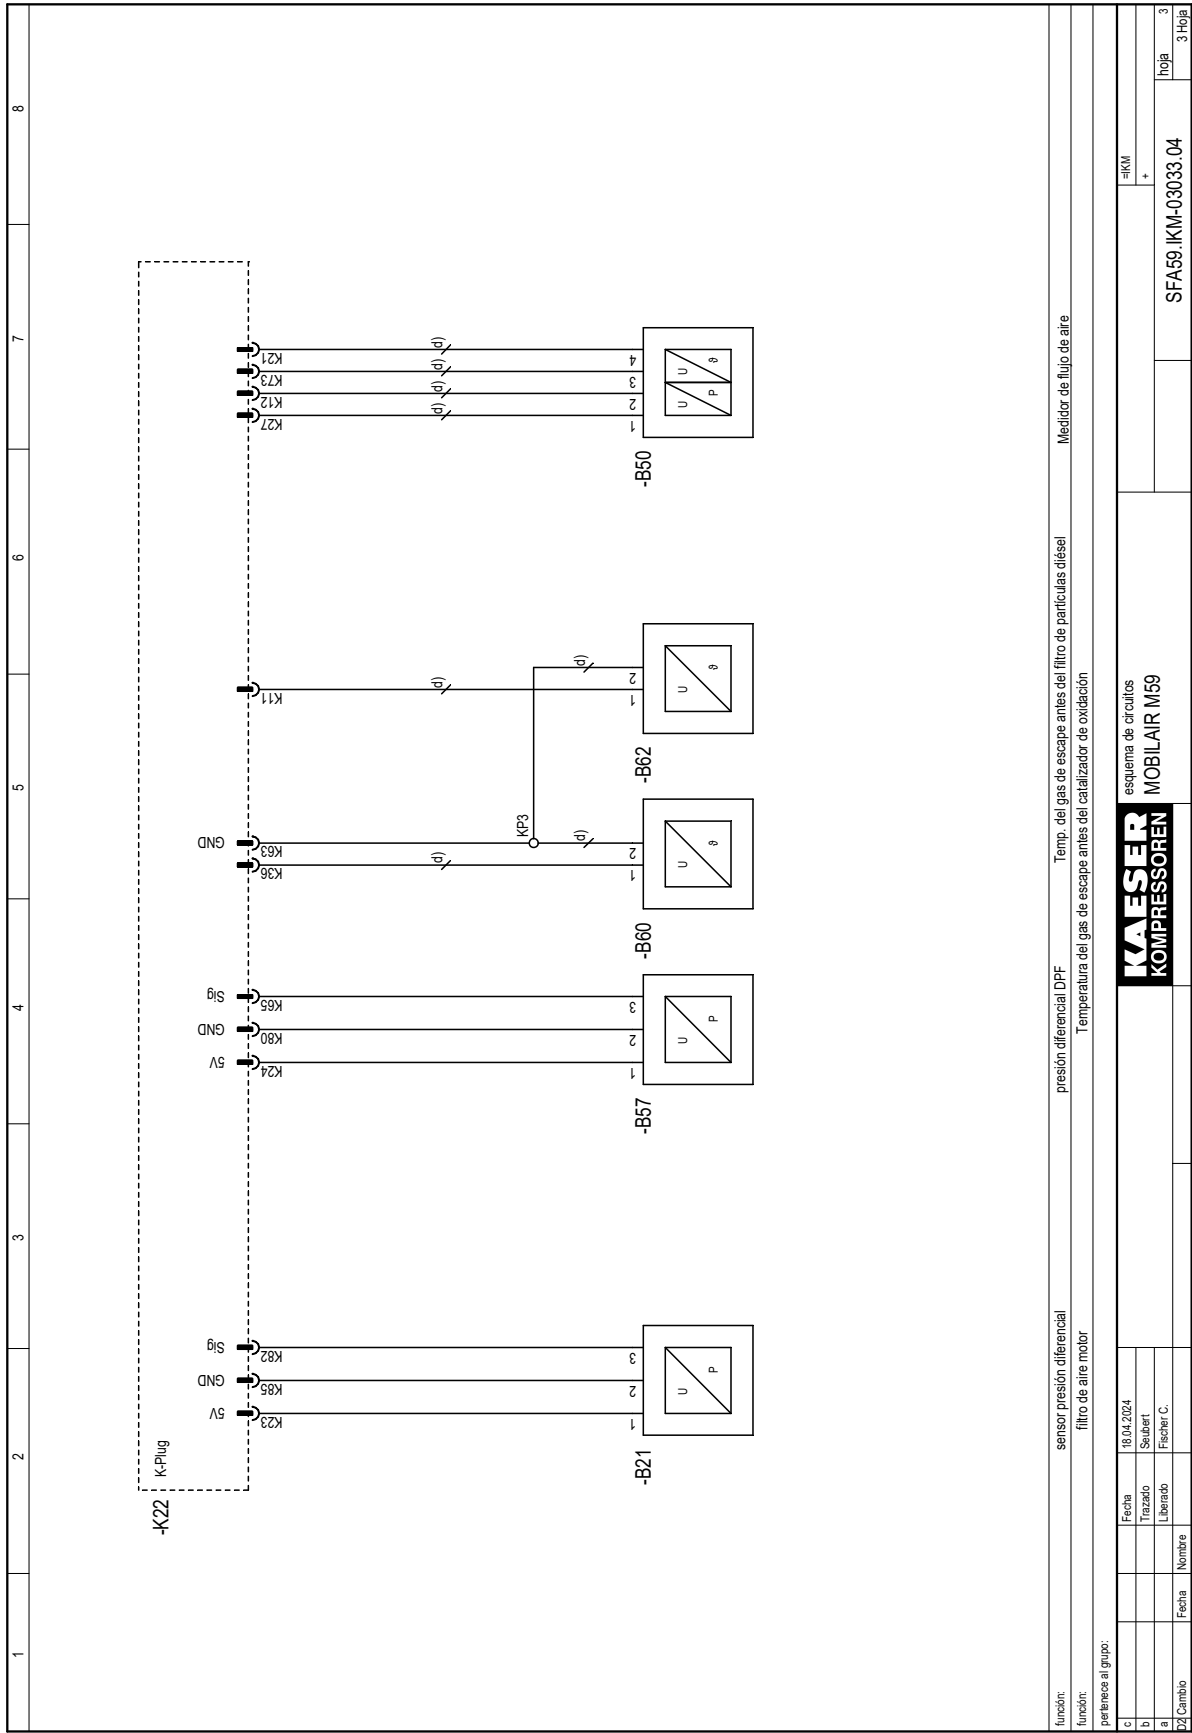 1 2 3 4 5 6 7 8
-K22
K-Plug
5V GND Sig 5V GND Sig GND
K23 K85 K82 K24 K80 K65 K36 K63 K11 K27 K12 K73 K21
d) d) d) d) d) d)
KP3
d) d)
1 2 3 1 2 3 1 2 1 2 1 2 3 4
-B21 -B57 -B60 -B62 -B50
U U U U U U
P P ϑ ϑ P ϑ
función: sensor presión diferencial presión diferencial DPF Temp. del gas de escape antes del filtro de partículas diésel Medidor de flujo de aire
función: filtro de aire motor Temperatura del gas de escape antes del catalizador de oxidación
pertenece al grupo:
c Fecha 18.04.2024 esquema de circuitos =IKM
b Trazado Seubert MOBILAIR M59 +
a Liberado Fischer C. SFA59.IKM-03033.04 hoja 3
D2 Cambio Fecha Nombre 3 Hoja
KAESER
KOMPRESSOREN